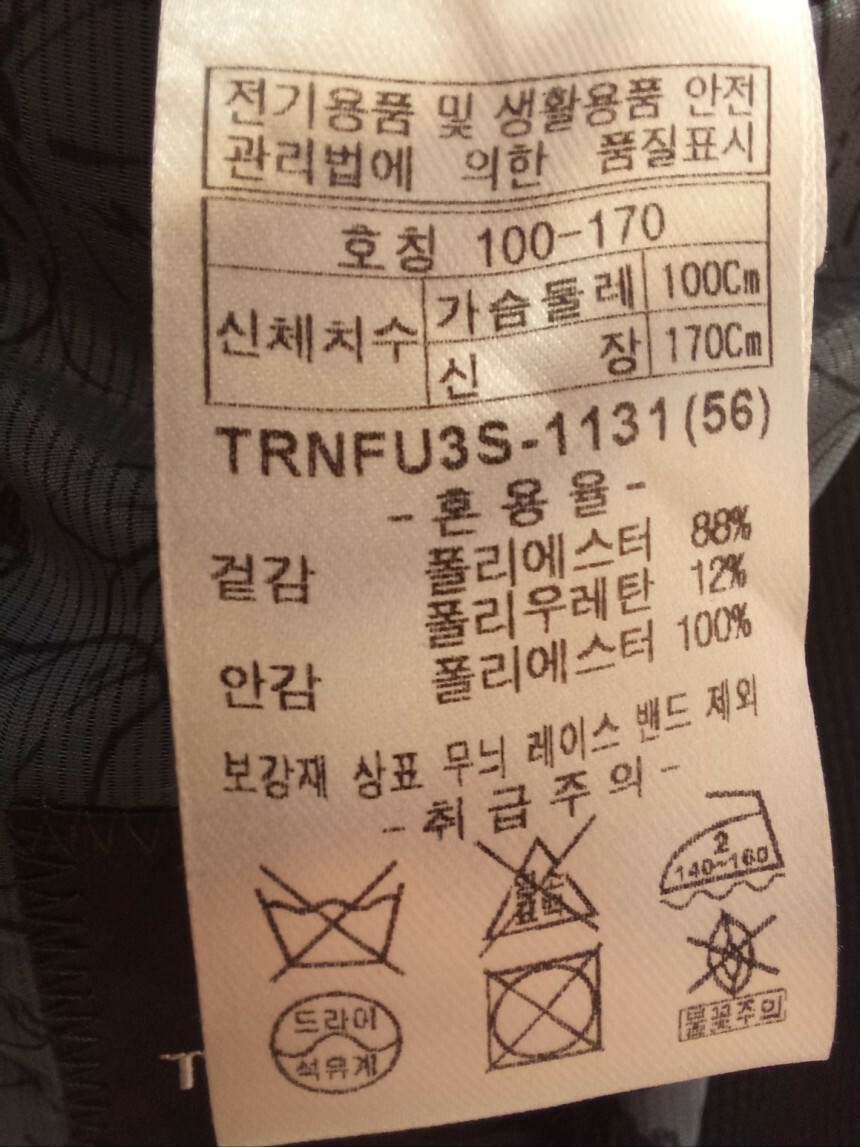 전기용품 및 생활용품 안전
관리법에 의한 품질표시
호칭 100-170
신체치수 가슴둘레 100Cm
신 장 170Cm
TRNFU3S-1131(56)
- 혼용율 -
겉감 폴리에스터 88%
폴리우레탄 12%
안감 폴리에스터 100%
보강재 상표 무늬 레이스 밴드 제외
- 취급주의 -
2
140~160
드라이
석유계
불꽃주의
T